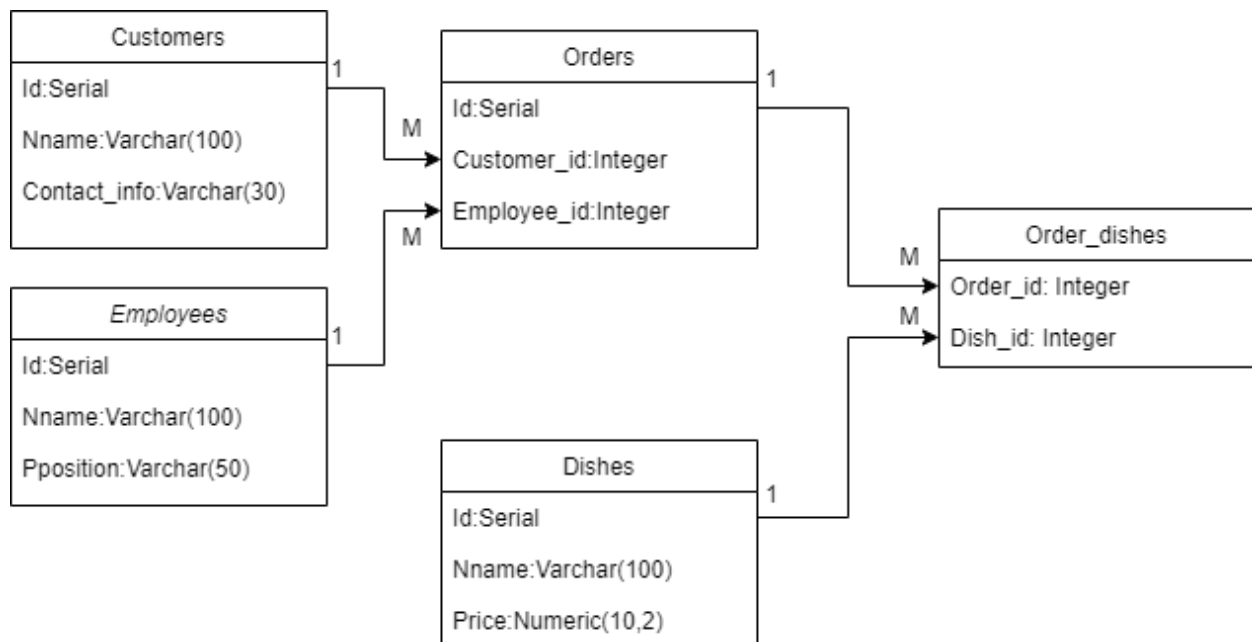 Customers
Id:Serial
Nname:Varchar(100)
Contact_info:Varchar(30)
1
M
Orders
Id:Serial
Customer_id:Integer
Employee_id:Integer
1
M
Employees
Id:Serial
Nname:Varchar(100)
Pposition:Varchar(50)
1
M
Order_dishes
Order_id: Integer
Dish_id: Integer
M
Dishes
Id:Serial
Nname:Varchar(100)
Price:Numeric(10,2)
1